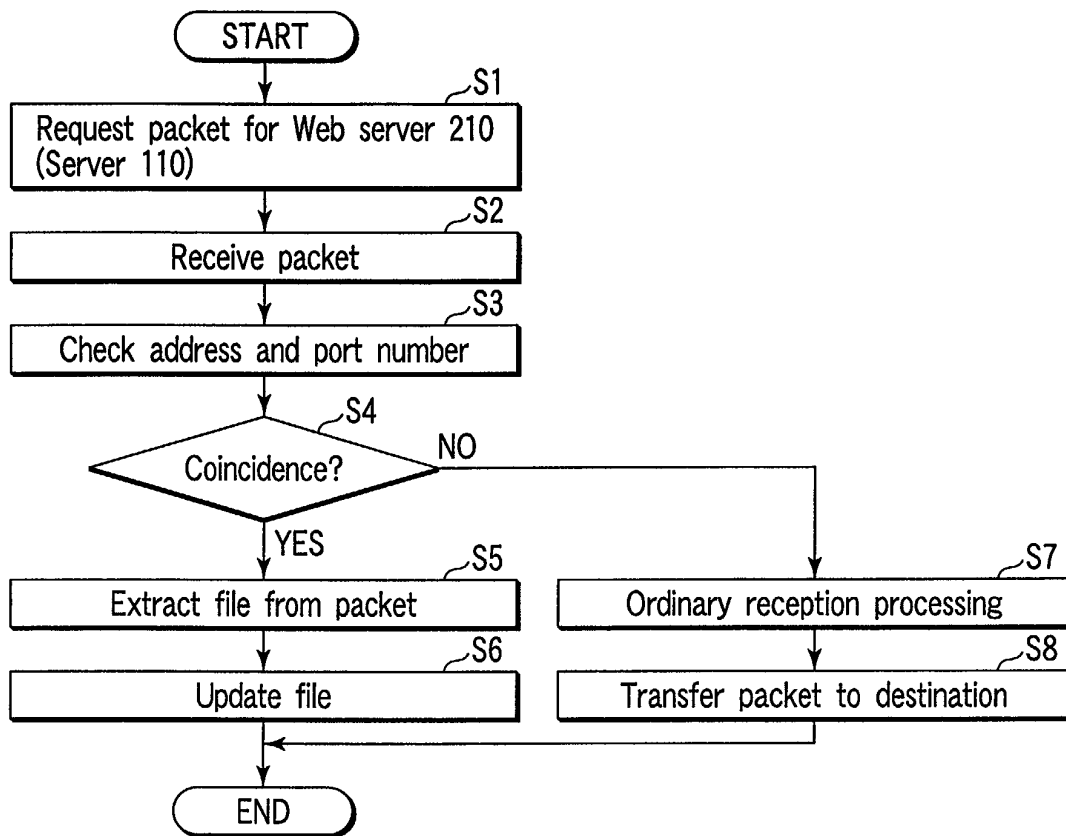 START
S1
Request packet for Web server 210
(Server 110)
S2
Receive packet
S3
Check address and port number
S4
Coincidence?
NO
YES
S5
Extract file from packet
S7
Ordinary reception processing
S6
Update file
S8
Transfer packet to destination
END